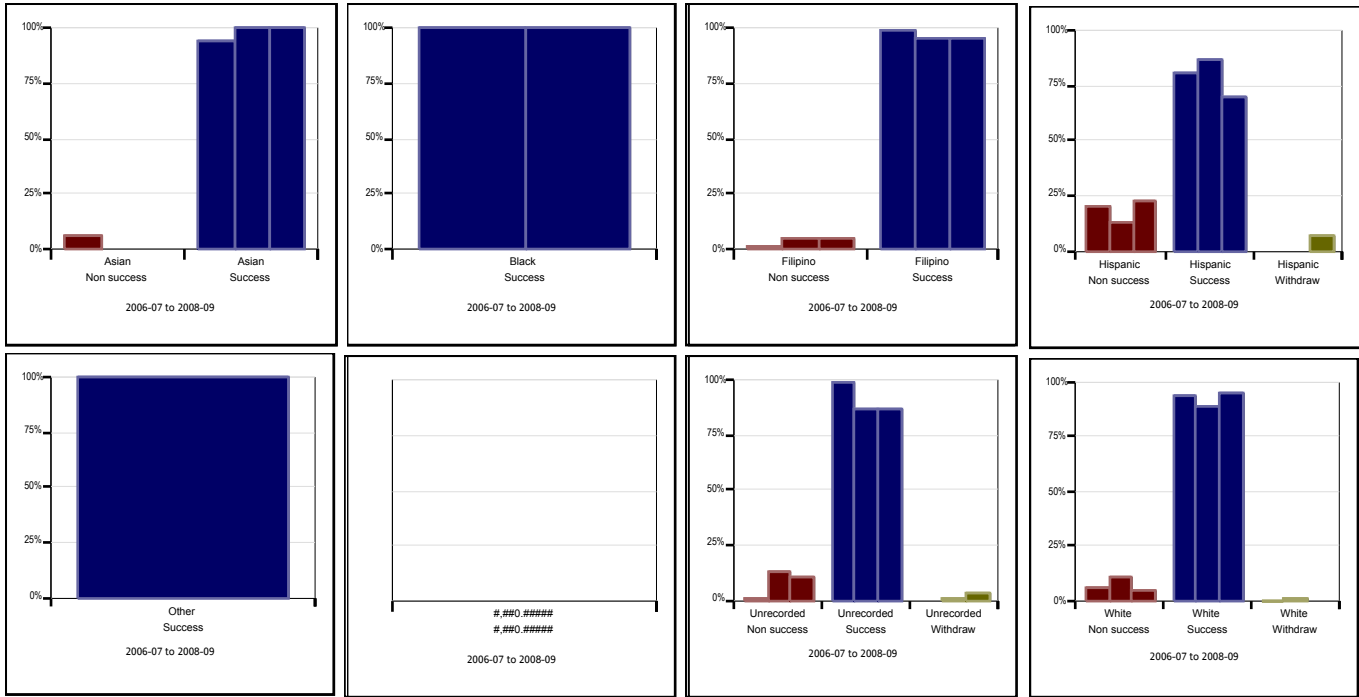 100%
75%
50%
25%
0%
Asian
Non success
Asian
Success
2006-07 to 2008-09
100%
75%
50%
25%
0%
Black
Success
2006-07 to 2008-09
100%
75%
50%
25%
0%
Filipino
Non success
Filipino
Success
2006-07 to 2008-09
100%
75%
50%
25%
0%
Hispanic
Non success
Hispanic
Success
Hispanic
Withdraw
2006-07 to 2008-09
100%
75%
50%
25%
0%
Other
Success
2006-07 to 2008-09
#,##0.#####
#,##0.#####
2006-07 to 2008-09
100%
75%
50%
25%
0%
Unrecorded
Non success
Unrecorded
Success
Unrecorded
Withdraw
2006-07 to 2008-09
100%
75%
50%
25%
0%
White
Non success
White
Success
White
Withdraw
2006-07 to 2008-09